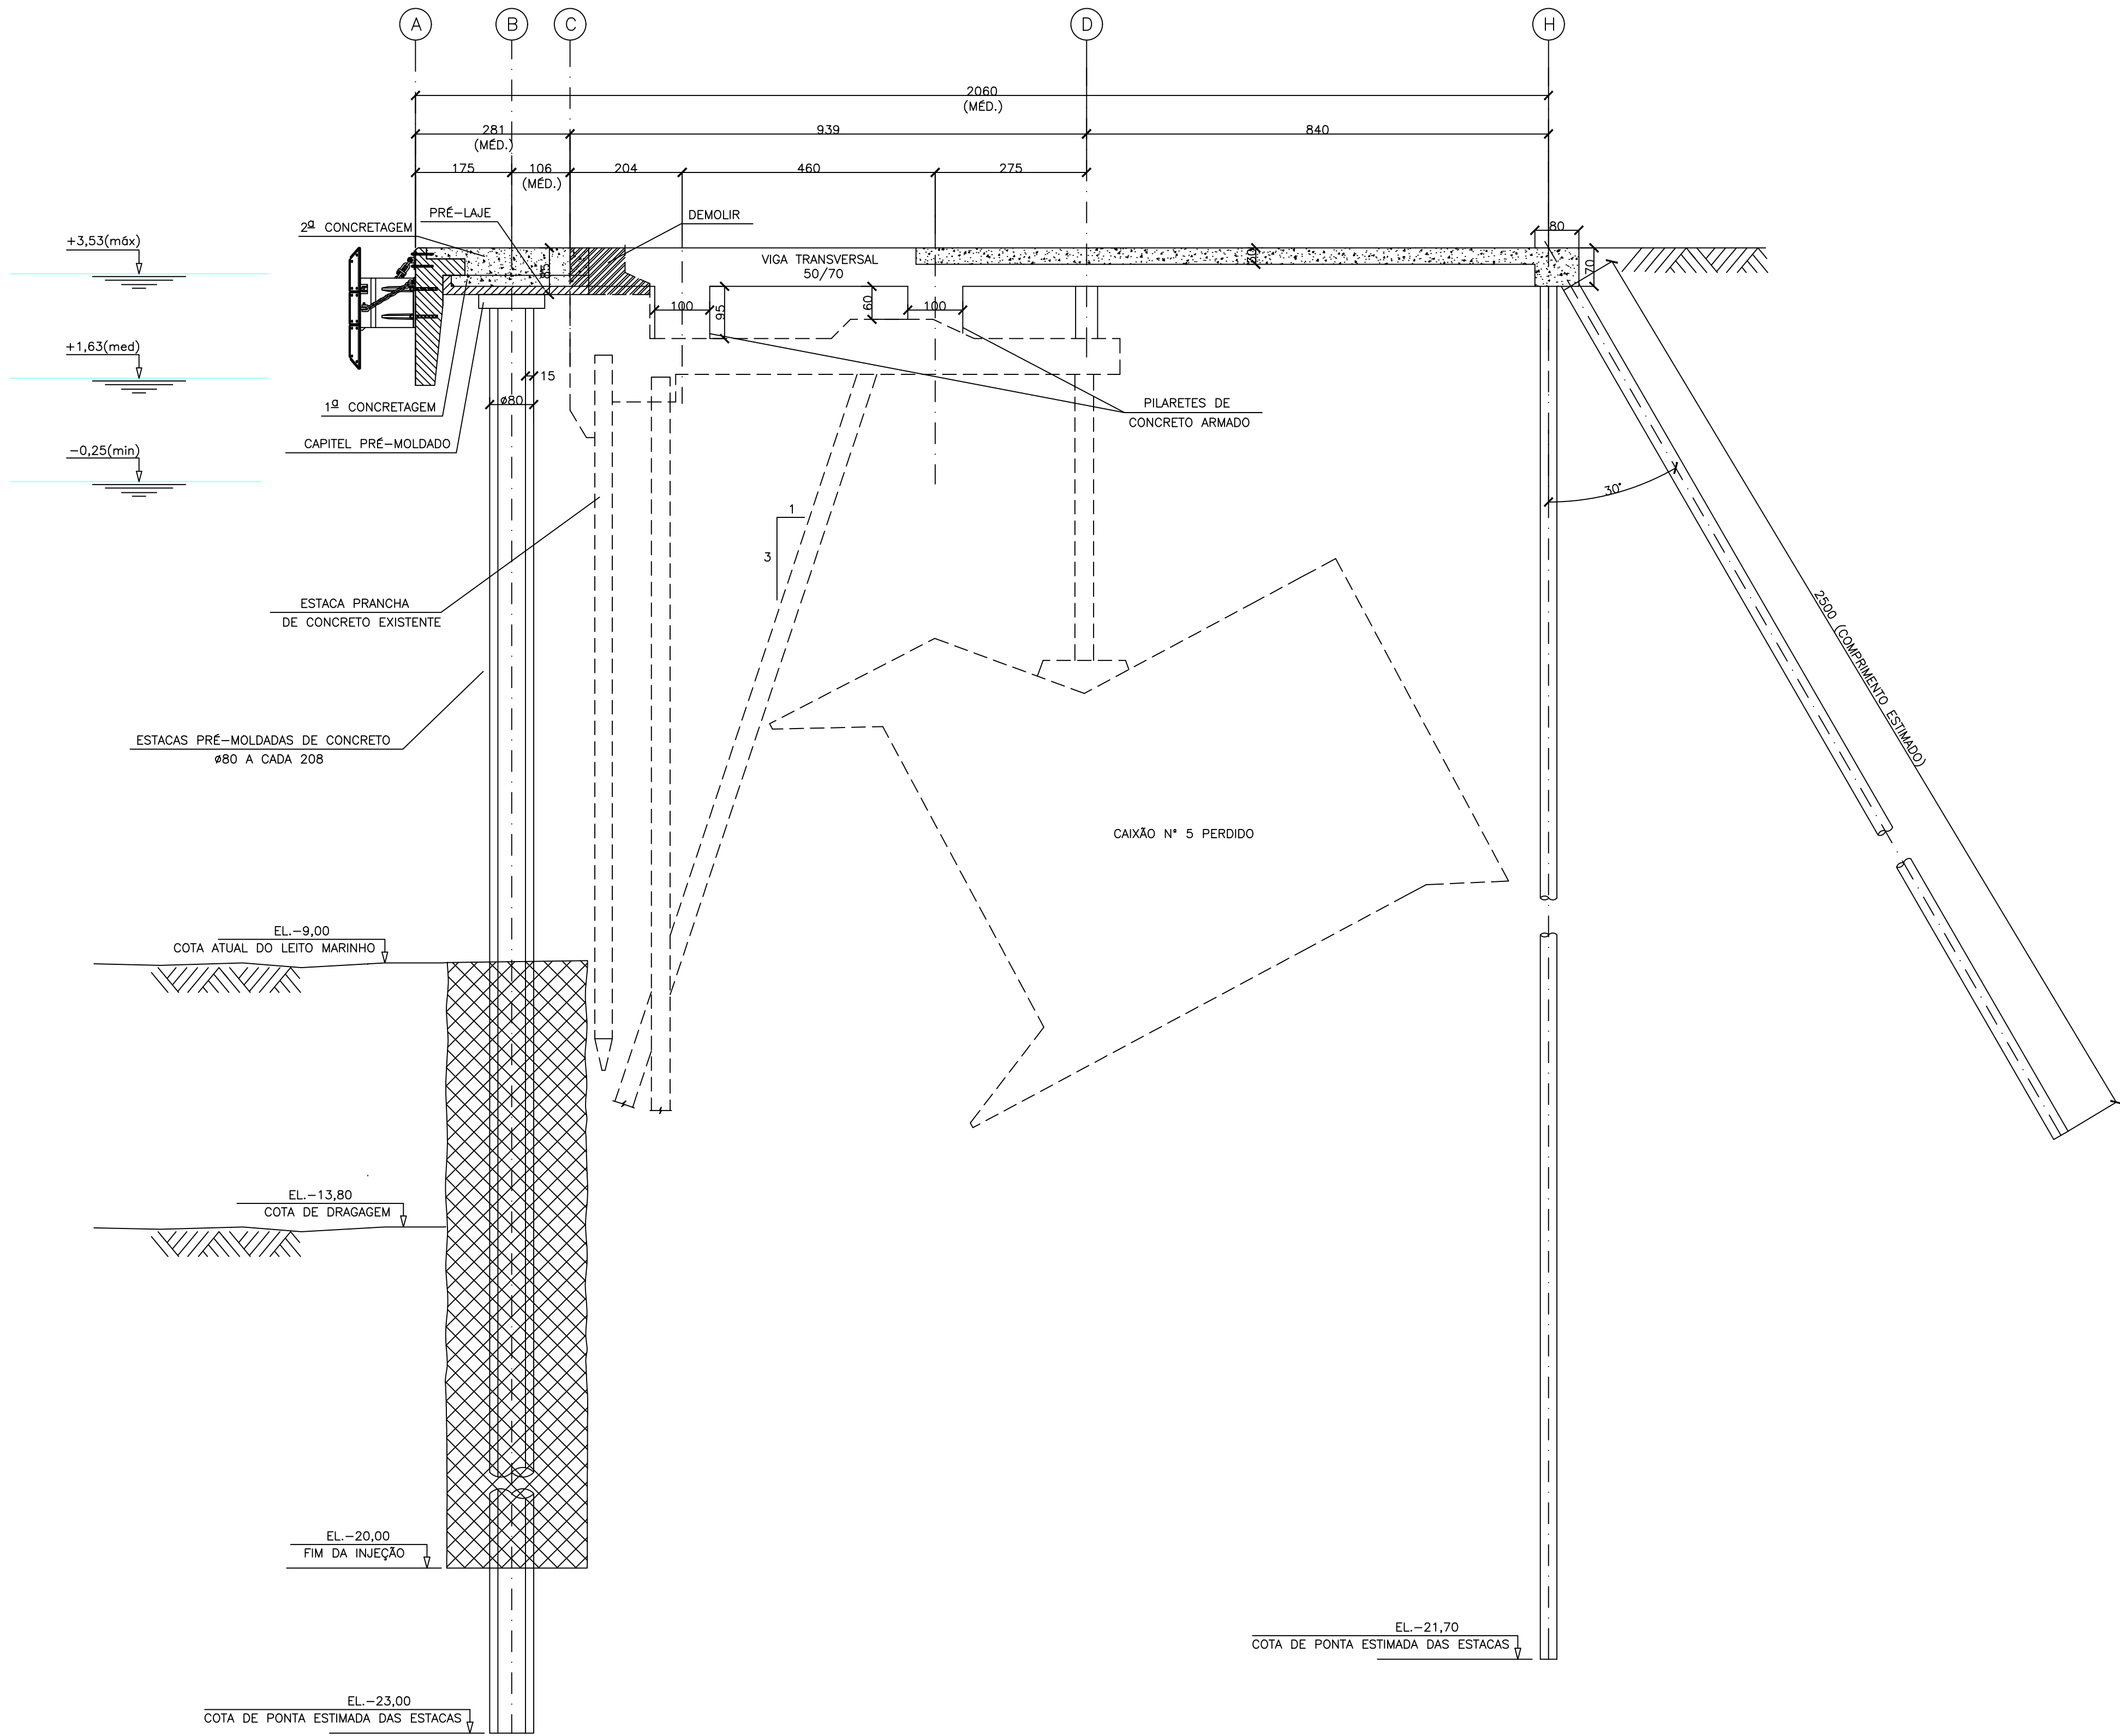 A
B
C
D
H
2060
(MÉD.)
281
(MÉD.)
939
840
175
106
(MÉD.)
204
460
275
2ª CONCRETAGEM
PRÉ-LAJE
DEMOLIR
80
+3,53(máx)
VIGA TRANSVERSAL
50/70
85
30
70
100
95
60
100
+1,63(med)
15
ø80
1ª CONCRETAGEM
PILARETES DE
CONCRETO ARMADO
CAPITEL PRÉ-MOLDADO
-0,25(min)
30°
1
3
ESTACA PRANCHA
DE CONCRETO EXISTENTE
2500 (COMPRIMENTO ESTIMADO)
ESTACAS PRÉ-MOLDADAS DE CONCRETO
ø80 A CADA 208
CAIXÃO N° 5 PERDIDO
EL.-9,00
COTA ATUAL DO LEITO MARINHO
EL.-13,80
COTA DE DRAGAGEM
EL.-20,00
FIM DA INJEÇÃO
EL.-21,70
COTA DE PONTA ESTIMADA DAS ESTACAS
EL.-23,00
COTA DE PONTA ESTIMADA DAS ESTACAS